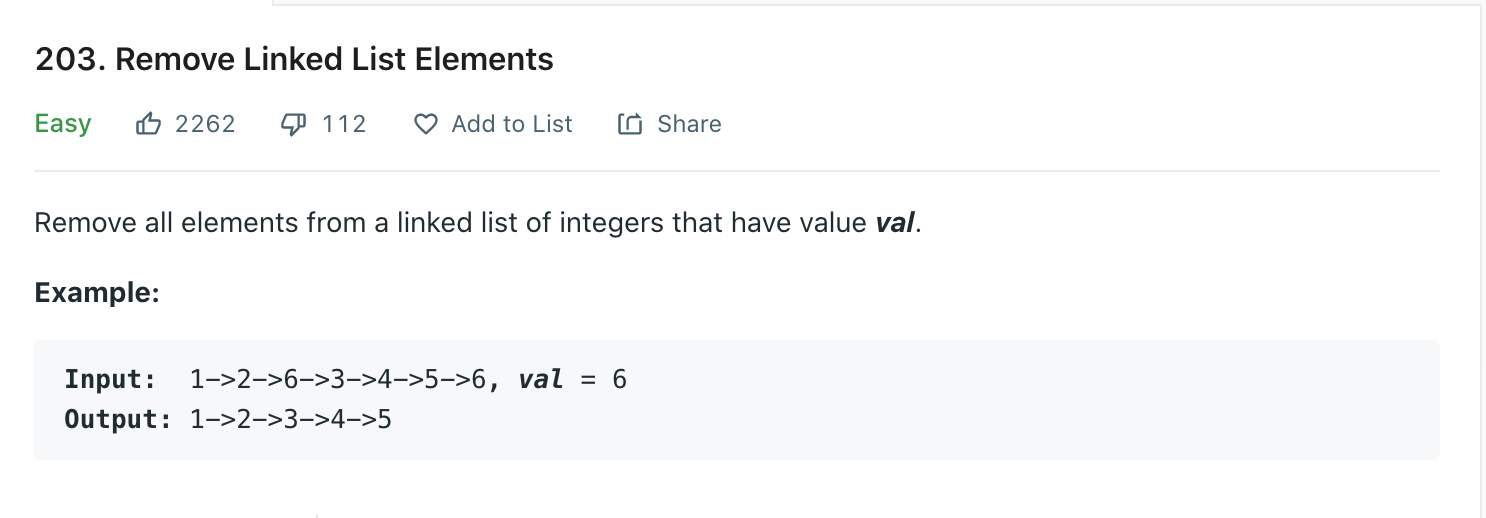 203. Remove Linked List Elements
Easy 2262 112 Add to List Share
Remove all elements from a linked list of integers that have value val.
Example:
Input:  1->2->6->3->4->5->6, val = 6
Output: 1->2->3->4->5